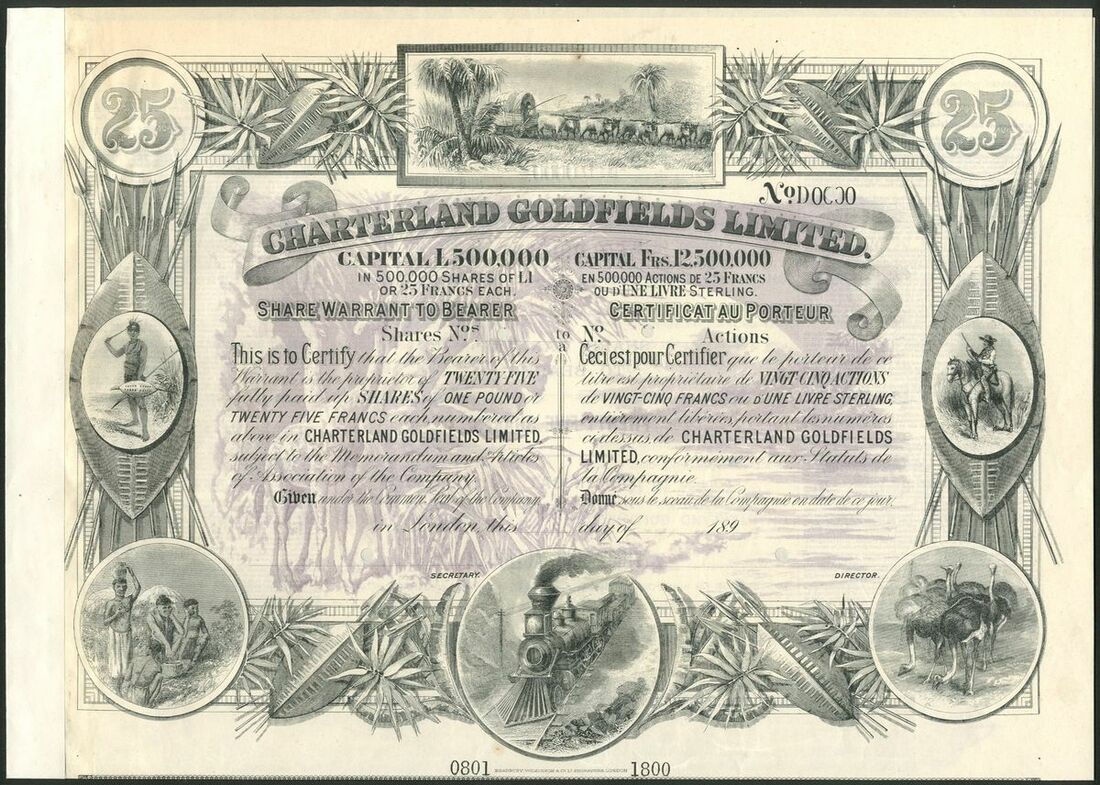 25
25
No D0000
CHARTERLAND GOLDFIELDS LIMITED.
CAPITAL £500,000
IN 500,000 SHARES OF £1
OR 25 FRANCS EACH.
SHARE WARRANT TO BEARER
Shares Nos
This is to Certify that the Bearer of this
Warrant is the proprietor of TWENTY FIVE
fully paid up SHARES of ONE POUND or
TWENTY FIVE FRANCS each, numbered as
above, in CHARTERLAND GOLDFIELDS LIMITED,
subject to the Memorandum and Articles
of Association of the Company.
Given under the Common Seal of the Company,
to
a
CAPITAL FRS. 12,500,000
EN 500,000 ACTIONS DE 25 FRANCS
OU D'UNE LIVRE STERLING.
CERTIFICAT AU PORTEUR
No. Actions
Ceci est pour Certifier que le porteur de ce
titre est propriétaire de VINGT-CINQ ACTIONS
de VINGT-CINQ FRANCS ou D'UNE LIVRE STERLING,
entièrement libérées, portant les numéros
ci-dessus de CHARTERLAND GOLDFIELDS
LIMITED, conformément aux Statuts de
la Compagnie.
Donné sous le sceau de la Compagnie en date de ce jour.
in London, this day of 189
SECRETARY.
DIRECTOR.
0801 BRADBURY, WILKINSON & Co. Ld. ENGRAVERS, LONDON 1800